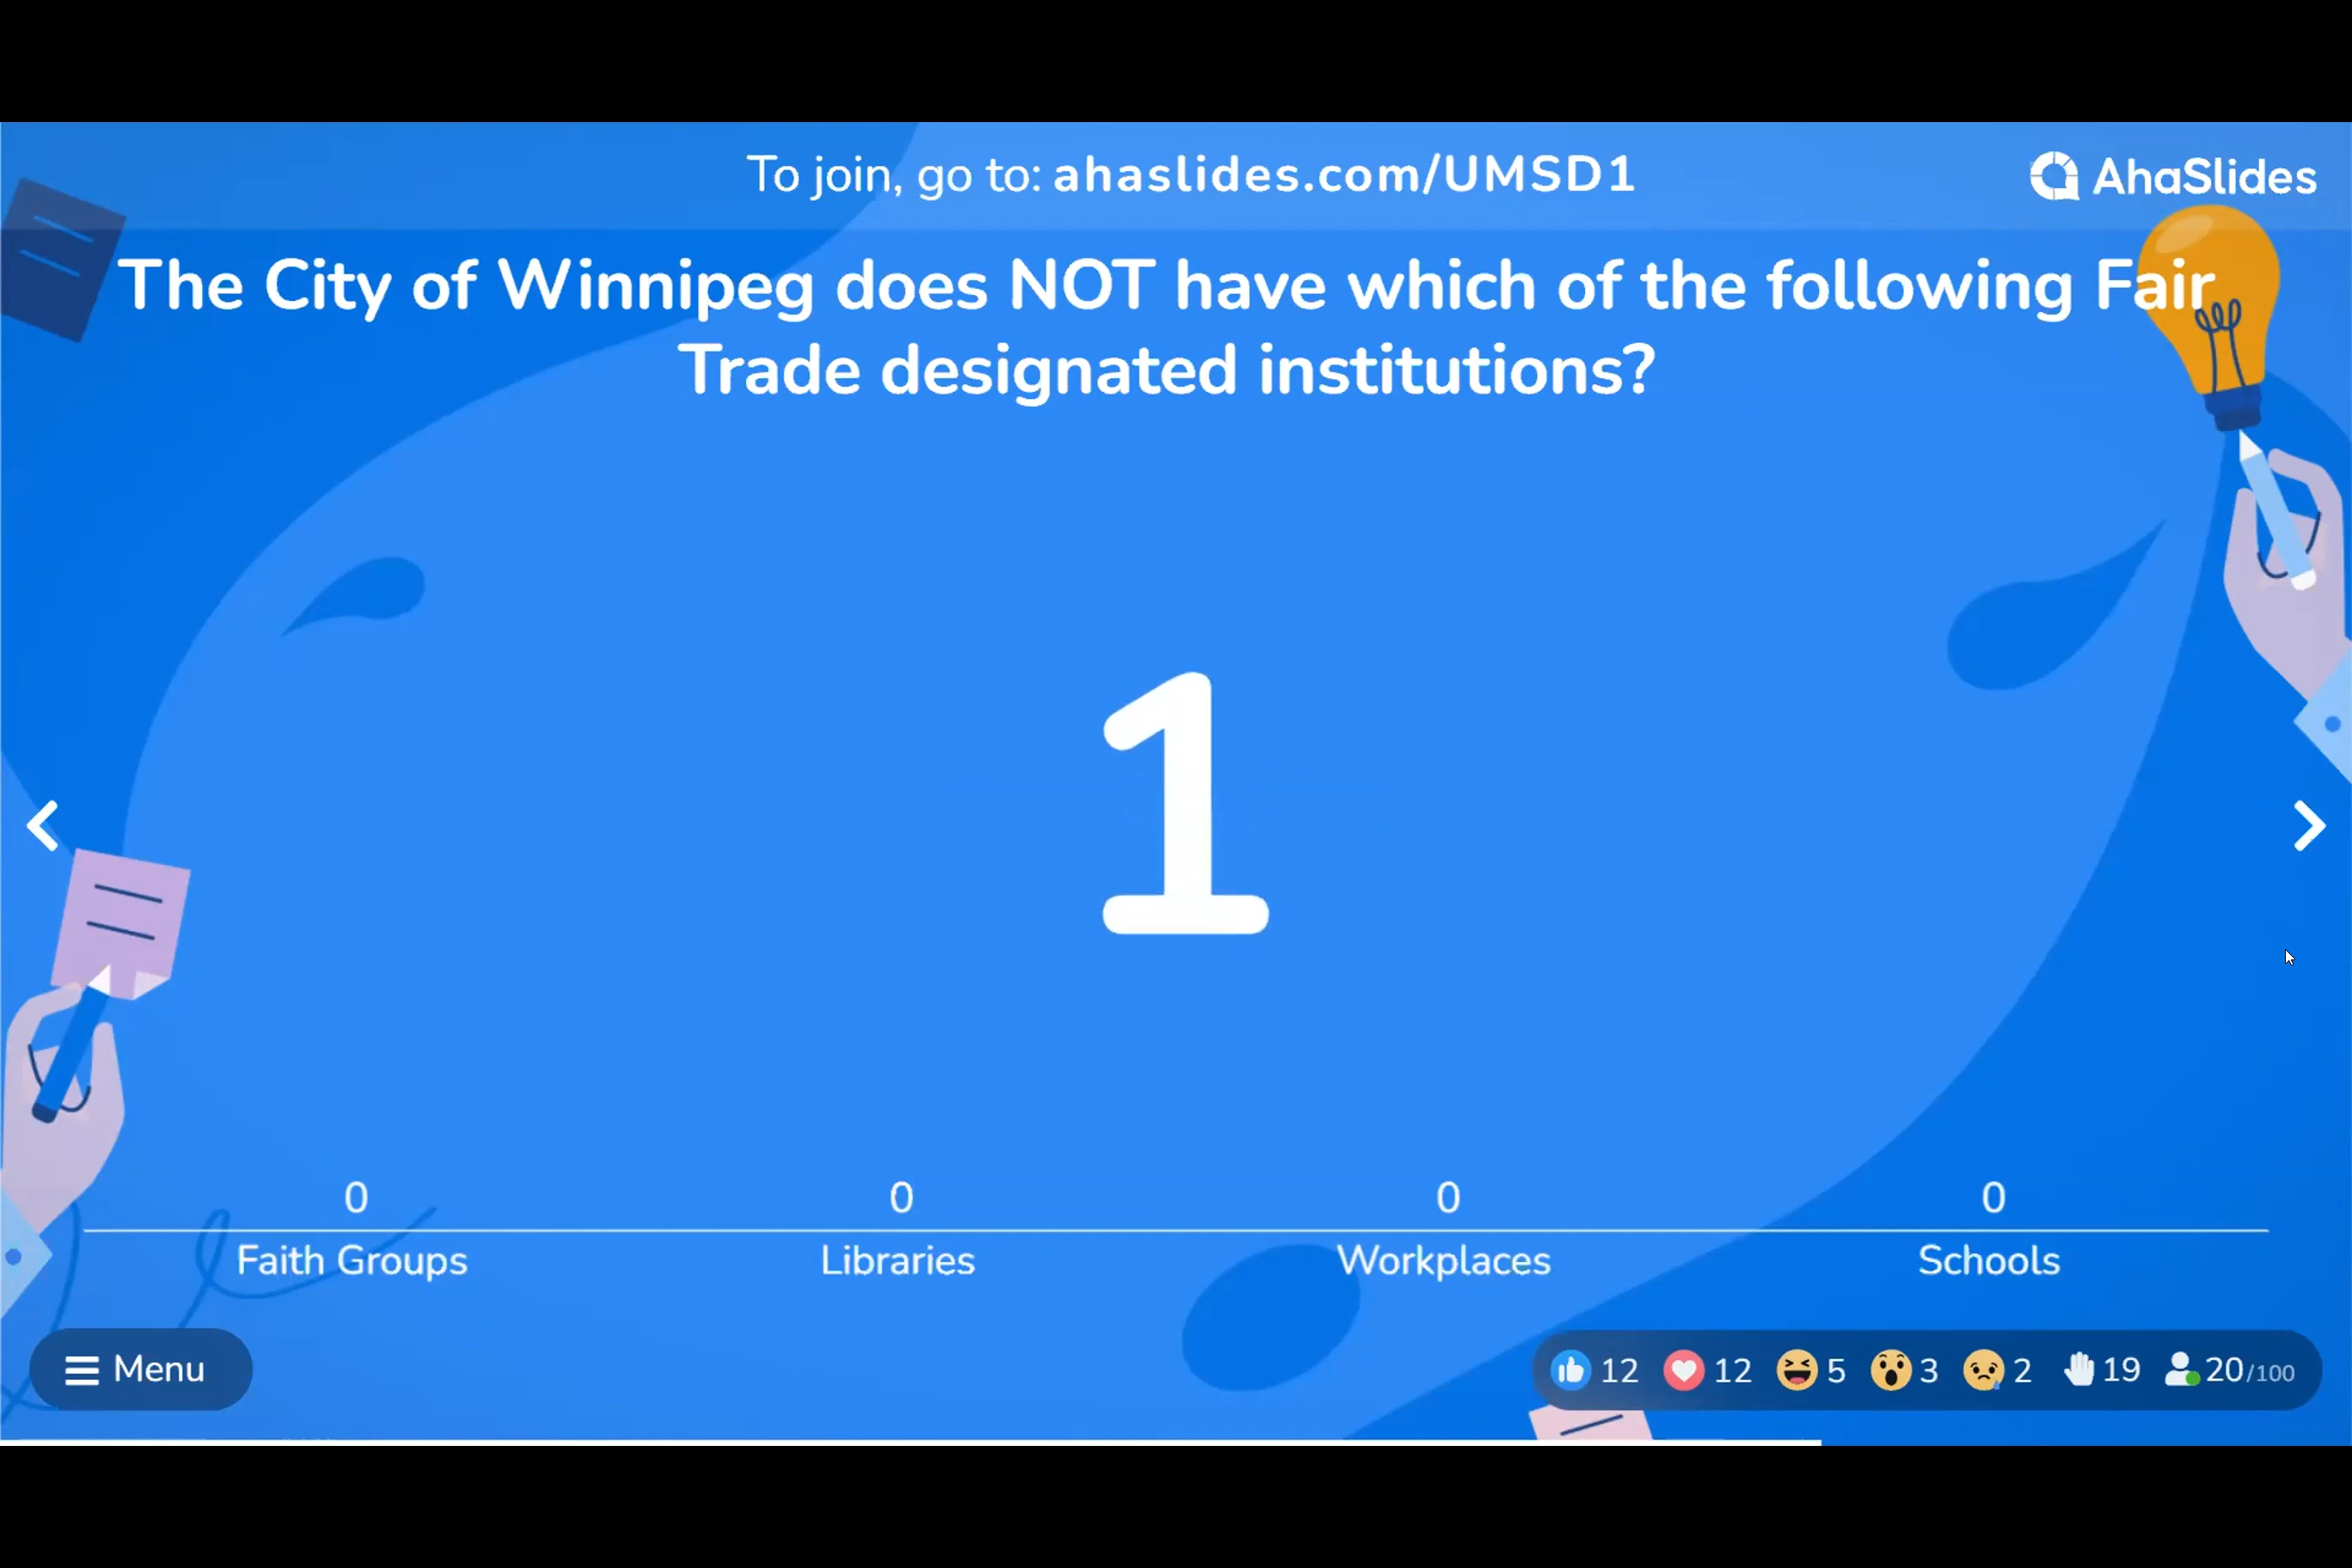 To join, go to: ahaslides.com/UMSD1
AhaSlides
The City of Winnipeg does NOT have which of the following Fair
Trade designated institutions?
1
0 0 0 0
Faith Groups Libraries Workplaces Schools
Menu 12 12 5 3 2 19 20/100